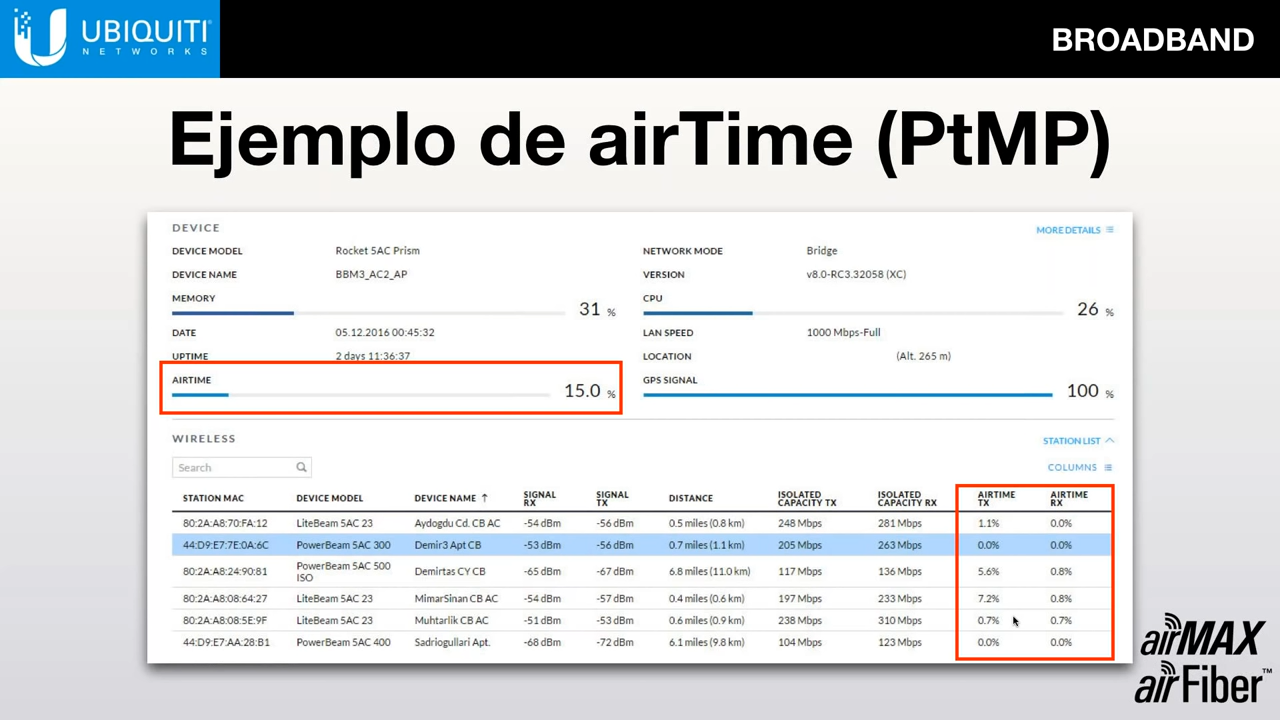 UBIQUITI
NETWORKS
BROADBAND
Ejemplo de airTime (PtMP)
DEVICE
MORE DETAILS
DEVICE MODEL Rocket 5AC Prism NETWORK MODE Bridge
DEVICE NAME BBM3_AC2_AP VERSION v8.0-RC3.32058 (XC)
MEMORY 31 % CPU 26 %
DATE 05.12.2016 00:45:32 LAN SPEED 1000 Mbps-Full
UPTIME 2 days 11:36:37 LOCATION (Alt. 265 m)
AIRTIME 15.0 % GPS SIGNAL 100 %
WIRELESS
STATION LIST
Search
COLUMNS
STATION MAC DEVICE MODEL DEVICE NAME ↑ SIGNAL RX SIGNAL TX DISTANCE ISOLATED CAPACITY TX ISOLATED CAPACITY RX AIRTIME TX AIRTIME RX
80:2A:A8:70:FA:12 LiteBeam 5AC 23 Aydogdu Cd. CB AC -54 dBm -56 dBm 0.5 miles (0.8 km) 248 Mbps 281 Mbps 1.1% 0.0%
44:D9:E7:7E:0A:6C PowerBeam 5AC 300 Demir3 Apt CB -53 dBm -56 dBm 0.7 miles (1.1 km) 205 Mbps 263 Mbps 0.0% 0.0%
80:2A:A8:24:90:81 PowerBeam 5AC 500 ISO Demirtas CY CB -65 dBm -67 dBm 6.8 miles (11.0 km) 117 Mbps 136 Mbps 5.6% 0.8%
80:2A:A8:08:64:27 LiteBeam 5AC 23 MimarSinan CB AC -54 dBm -57 dBm 0.4 miles (0.6 km) 197 Mbps 233 Mbps 7.2% 0.8%
80:2A:A8:08:5E:9F LiteBeam 5AC 23 Muhtarlik CB AC -51 dBm -53 dBm 0.6 miles (0.9 km) 238 Mbps 310 Mbps 0.7% 0.7%
44:D9:E7:AA:28:B1 PowerBeam 5AC 400 Sadriogullari Apt. -68 dBm -72 dBm 6.1 miles (9.8 km) 104 Mbps 123 Mbps 0.0% 0.0%
airMAX
airFiber™